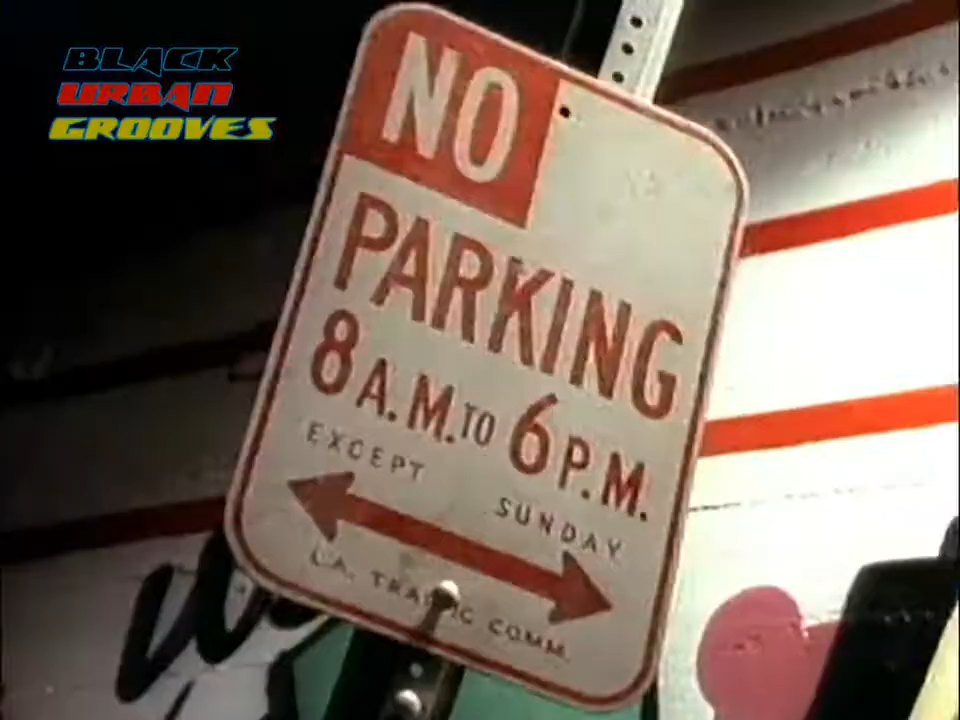 BLACK
URBAN
GROOVES
NO
PARKING
8 A.M. TO 6 P.M.
EXCEPT SUNDAY
L.A. TRAFFIC COMM.